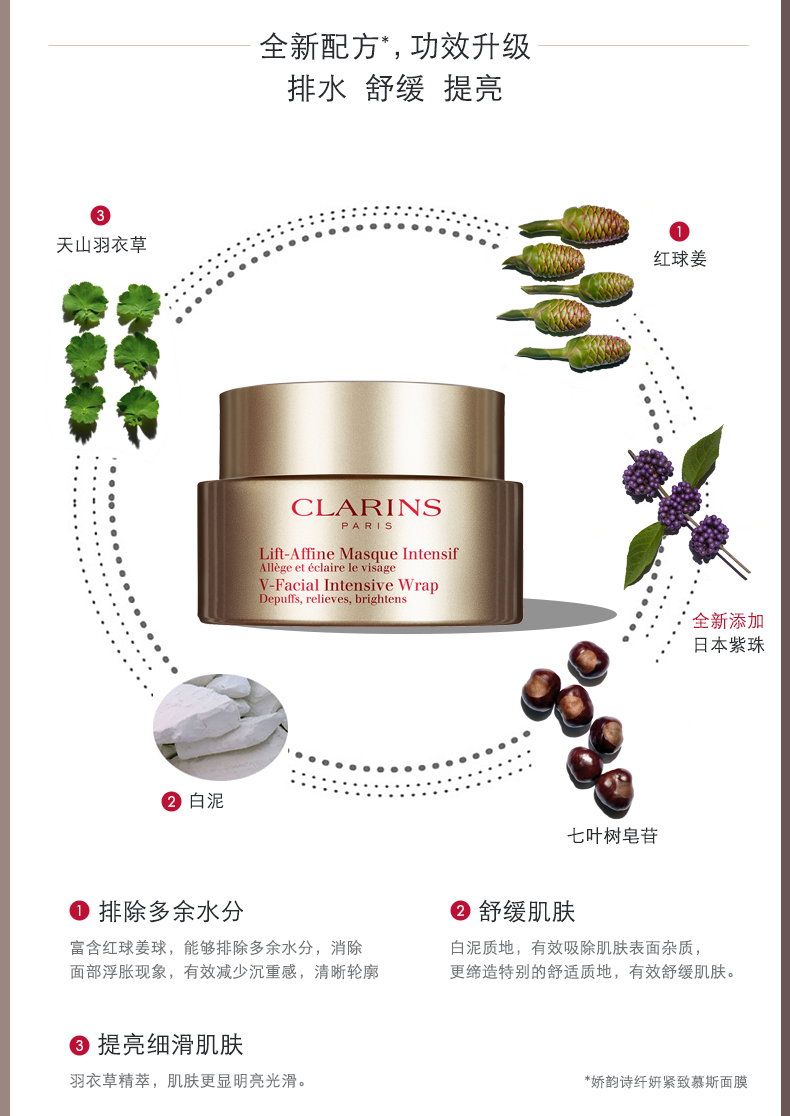 全新配方*, 功效升级
排水 舒缓 提亮
3
天山羽衣草
1
红球姜
CLARINS
PARIS
Lift-Affine Masque Intensif
Allège et éclaire le visage
V-Facial Intensive Wrap
Depuffs, relieves, brightens
全新添加
日本紫珠
2 白泥
七叶树皂苷
1 排除多余水分
富含红球姜球，能够排除多余水分，消除
面部浮胀现象，有效减少沉重感，清晰轮廓
2 舒缓肌肤
白泥质地，有效吸除肌肤表面杂质，
更缔造特别的舒适质地，有效舒缓肌肤。
3 提亮细滑肌肤
羽衣草精萃，肌肤更显明亮光滑。
*娇韵诗纤妍紧致慕斯面膜